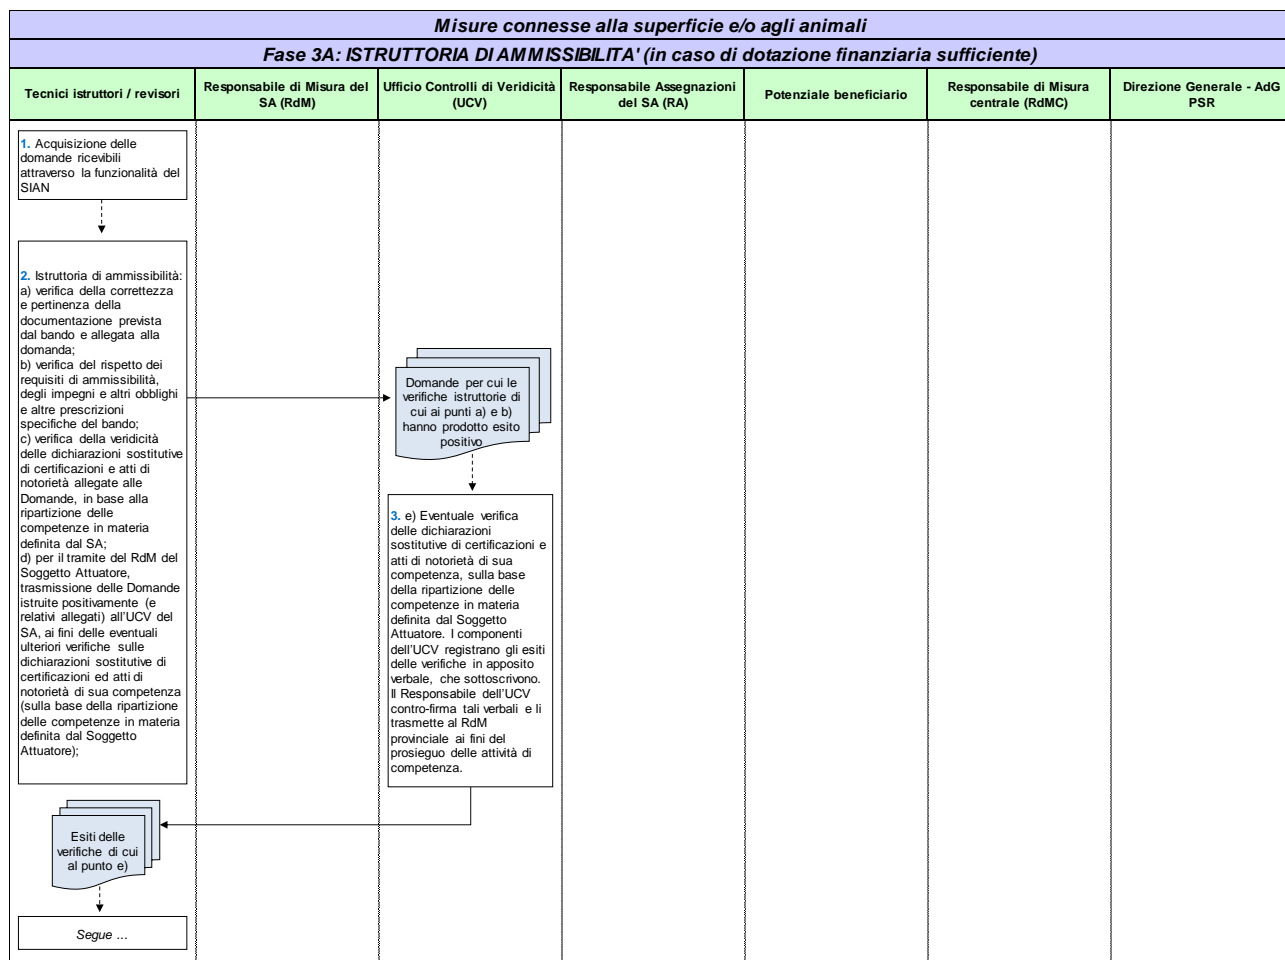 Misure connesse alla superficie e/o agli animali
Fase 3A: ISTRUTTORIA DI AMMISSIBILITA' (in caso di dotazione finanziaria sufficiente)
Tecnici istruttori / revisori
Responsabile di Misura del
SA (RdM)
Ufficio Controlli di Veridicità
(UCV)
Responsabile Assegnazioni
del SA (RA)
Potenziale beneficiario
Responsabile di Misura
centrale (RdMC)
Direzione Generale - AdG
PSR
1. Acquisizione delle
domande ricevibili
attraverso la funzionalità del
SIAN
2. Istruttoria di ammissibilità:
a) verifica della correttezza
e pertinenza della
documentazione prevista
dal bando e allegata alla
domanda;
b) verifica del rispetto dei
requisiti di ammissibilità,
degli impegni e altri obblighi
e altre prescrizioni
specifiche del bando;
c) verifica della veridicità
delle dichiarazioni sostitutive
di certificazioni e atti di
notorietà allegate alle
Domande, in base alla
ripartizione delle
competenze in materia
definita dal SA;
d) per il tramite del RdM del
Soggetto Attuatore,
trasmissione delle Domande
istruite positivamente (e
relativi allegati) all'UCV del
SA, ai fini delle eventuali
ulteriori verifiche sulle
dichiarazioni sostitutive di
certificazioni ed atti di
notorietà di sua competenza
(sulla base della ripartizione
delle competenze in materia
definita dal Soggetto
Attuatore);
Domande per cui le
verifiche istruttorie di
cui ai punti a) e b)
hanno prodotto esito
positivo
3. e) Eventuale verifica
delle dichiarazioni
sostitutive di certificazioni e
atti di notorietà di sua
competenza, sulla base
della ripartizione delle
competenze in materia
definita dal Soggetto
Attuatore. I componenti
dell'UCV registrano gli esiti
delle verifiche in apposito
verbale, che sottoscrivono.
Il Responsabile dell'UCV
contro-firma tali verbali e li
trasmette al RdM
provinciale ai fini del
prosieguo delle attività di
competenza.
Esiti delle
verifiche di cui
al punto e)
Segue ...